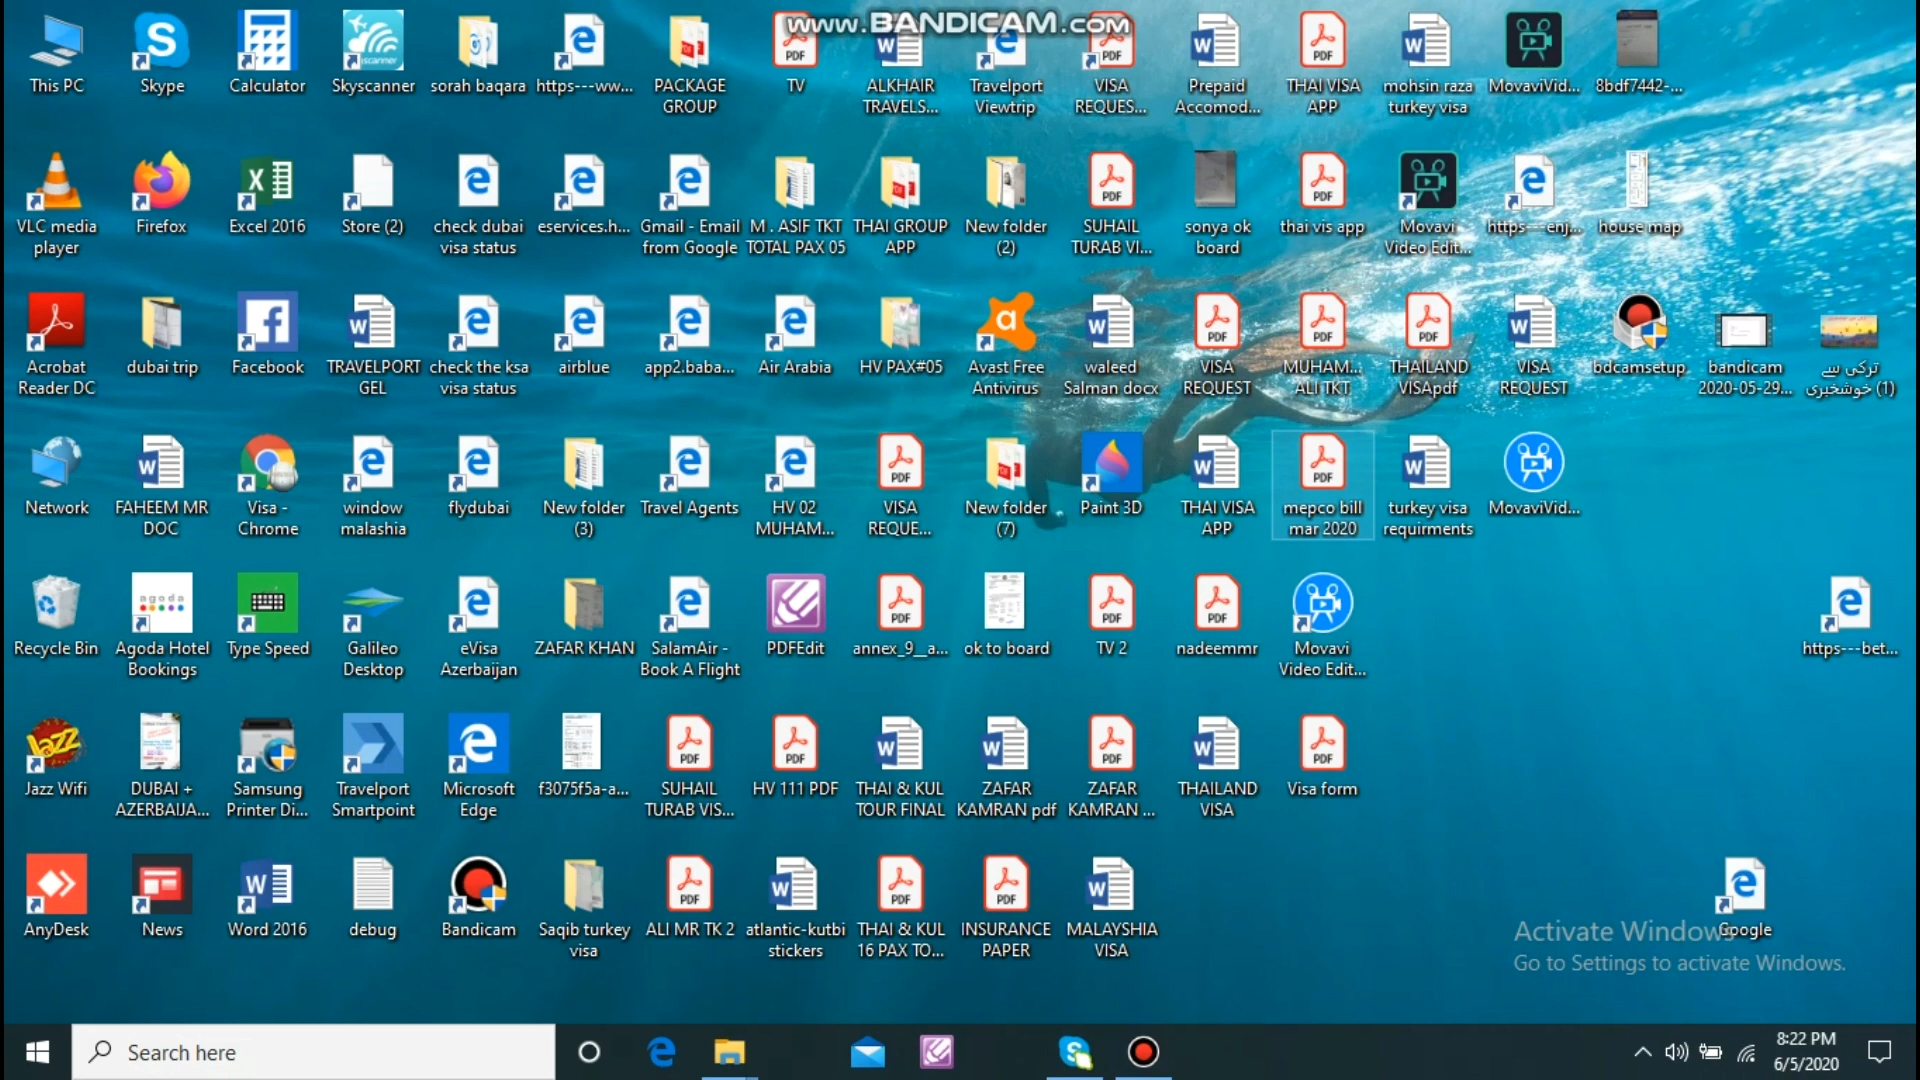 www.BANDICAM.com
This PC
Skype
Calculator
Skyscanner
sorah baqara
https---ww...
PACKAGE
GROUP
TV
ALKHAIR
TRAVELS...
Travelport
Viewtrip
VISA
REQUES...
Prepaid
Accomod...
THAI VISA
APP
mohsin raza
turkey visa
MovaviVid...
8bdf7442-...
VLC media
player
Firefox
Excel 2016
Store (2)
check dubai
visa status
eservices.h...
Gmail - Email
from Google
M . ASIF TKT
TOTAL PAX 05
THAI GROUP
APP
New folder
(2)
SUHAIL
TURAB VI...
sonya ok
board
thai vis app
Movavi
Video Edit...
https---enj...
house map
Acrobat
Reader DC
dubai trip
Facebook
TRAVELPORT
GEL
check the ksa
visa status
airblue
app2.baba...
Air Arabia
HV PAX#05
Avast Free
Antivirus
waleed
Salman docx
VISA
REQUEST
MUHAM...
ALI TKT
THAILAND
VISApdf
VISA
REQUEST
bdcamsetup
bandicam
2020-05-29...
ترکی سے
خوشخبری (1)
Network
FAHEEM MR
DOC
Visa -
Chrome
window
malashia
flydubai
New folder
(3)
Travel Agents
HV 02
MUHAM...
VISA
REQUE...
New folder
(7)
Paint 3D
THAI VISA
APP
mepco bill
mar 2020
turkey visa
requirments
MovaviVid...
Recycle Bin
agoda
Agoda Hotel
Bookings
Type Speed
Galileo
Desktop
eVisa
Azerbaijan
ZAFAR KHAN
SalamAir -
Book A Flight
PDFEdit
annex_9__a...
ok to board
TV 2
nadeemmr
Movavi
Video Edit...
https---bet...
Jazz Wifi
DUBAI +
AZERBAIJA...
Samsung
Printer Di...
Travelport
Smartpoint
Microsoft
Edge
f3075f5a-a...
SUHAIL
TURAB VIS...
HV 111 PDF
THAI & KUL
TOUR FINAL
ZAFAR
KAMRAN pdf
ZAFAR
KAMRAN ...
THAILAND
VISA
Visa form
AnyDesk
News
Word 2016
debug
Bandicam
Saqib turkey
visa
ALI MR TK 2
atlantic-kutbi
stickers
THAI & KUL
16 PAX TO...
INSURANCE
PAPER
MALAYSHIA
VISA
Google
Activate Windows
Go to Settings to activate Windows.
Search here
8:22 PM
6/5/2020